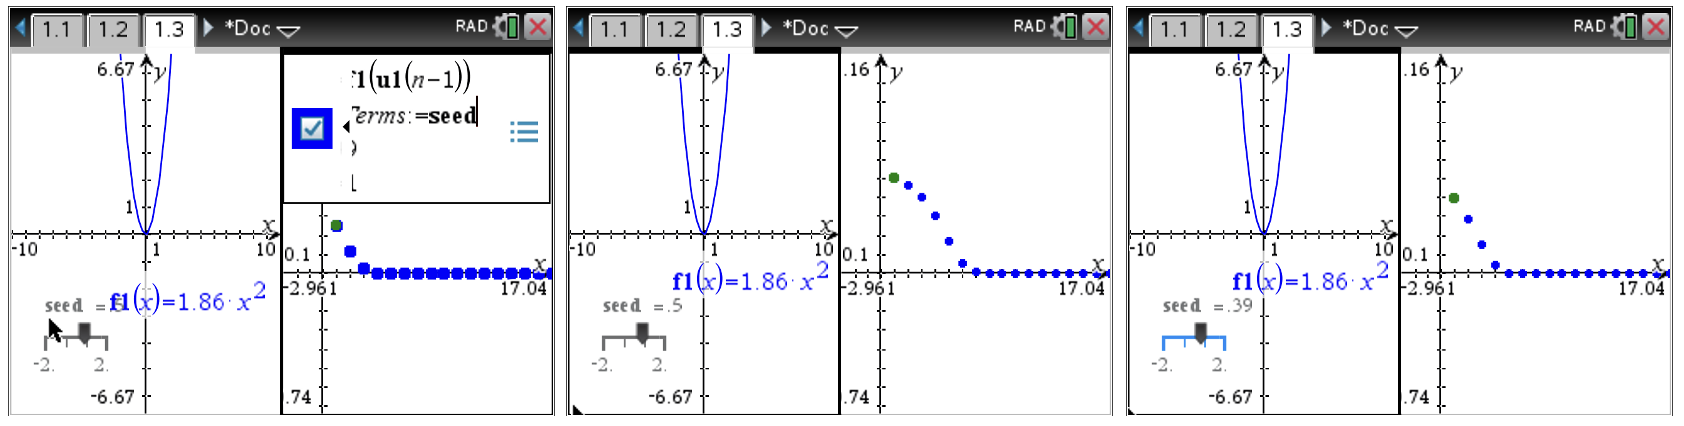 1.1 1.2 1.3 *Doc RAD
6.67 y
f1(u1(n-1))
Terms:=seed
9
1
1
x
-10 1 10
0.1
x
-2.961 17.04
f1(x)=1.86·x²
seed =
-2. 2.
-6.67
.74
1.1 1.2 1.3 *Doc RAD
6.67 y
.16 y
1
x
-10 1 10
0.1
x
-2.961 17.04
f1(x)=1.86·x²
seed =.5
-2. 2.
-6.67
.74
1.1 1.2 1.3 *Doc RAD
6.67 y
.16 y
1
x
-10 1 10
0.1
x
-2.961 17.04
f1(x)=1.86·x²
seed =.39
-2. 2.
-6.67
.74